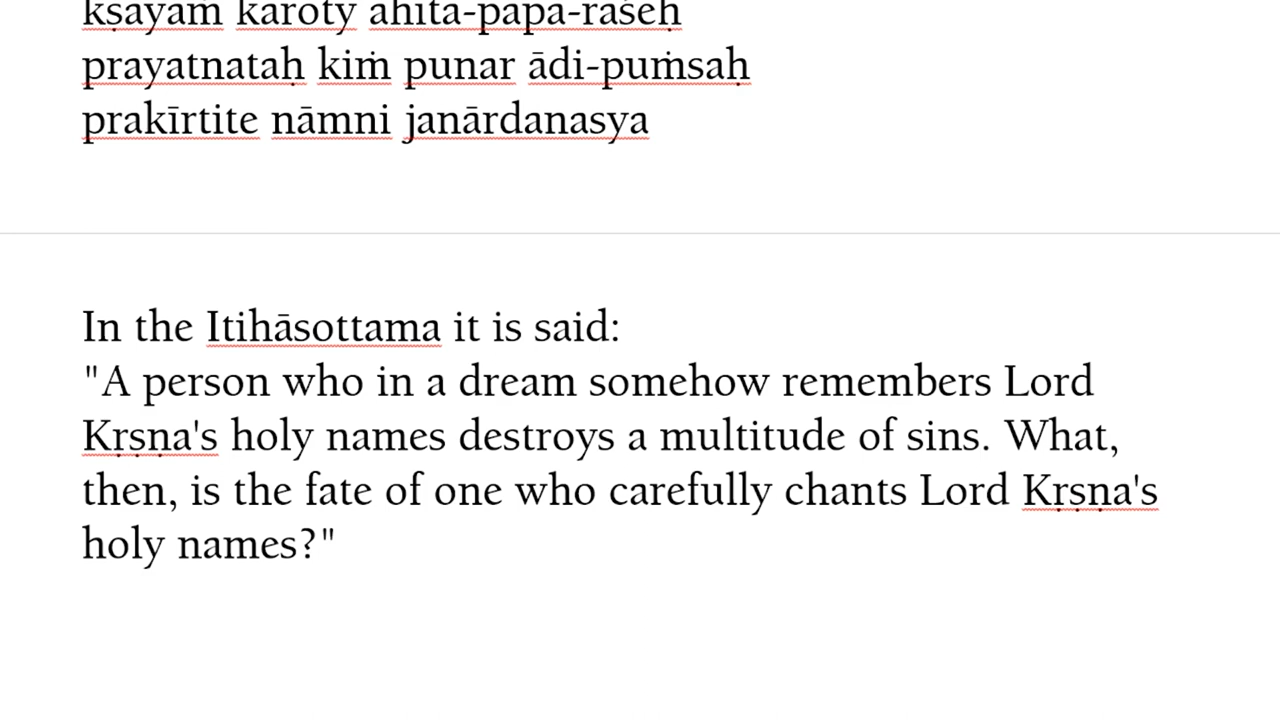 kṣayaṁ karoty āhita-pāpa-rāśeḥ
prayatnataḥ kiṁ punar ādi-puṁsaḥ
prakīrtite nāmni janārdanasya
In the Itihāsottama it is said:
"A person who in a dream somehow remembers Lord
Kṛṣṇa's holy names destroys a multitude of sins. What,
then, is the fate of one who carefully chants Lord Kṛṣṇa's
holy names?"